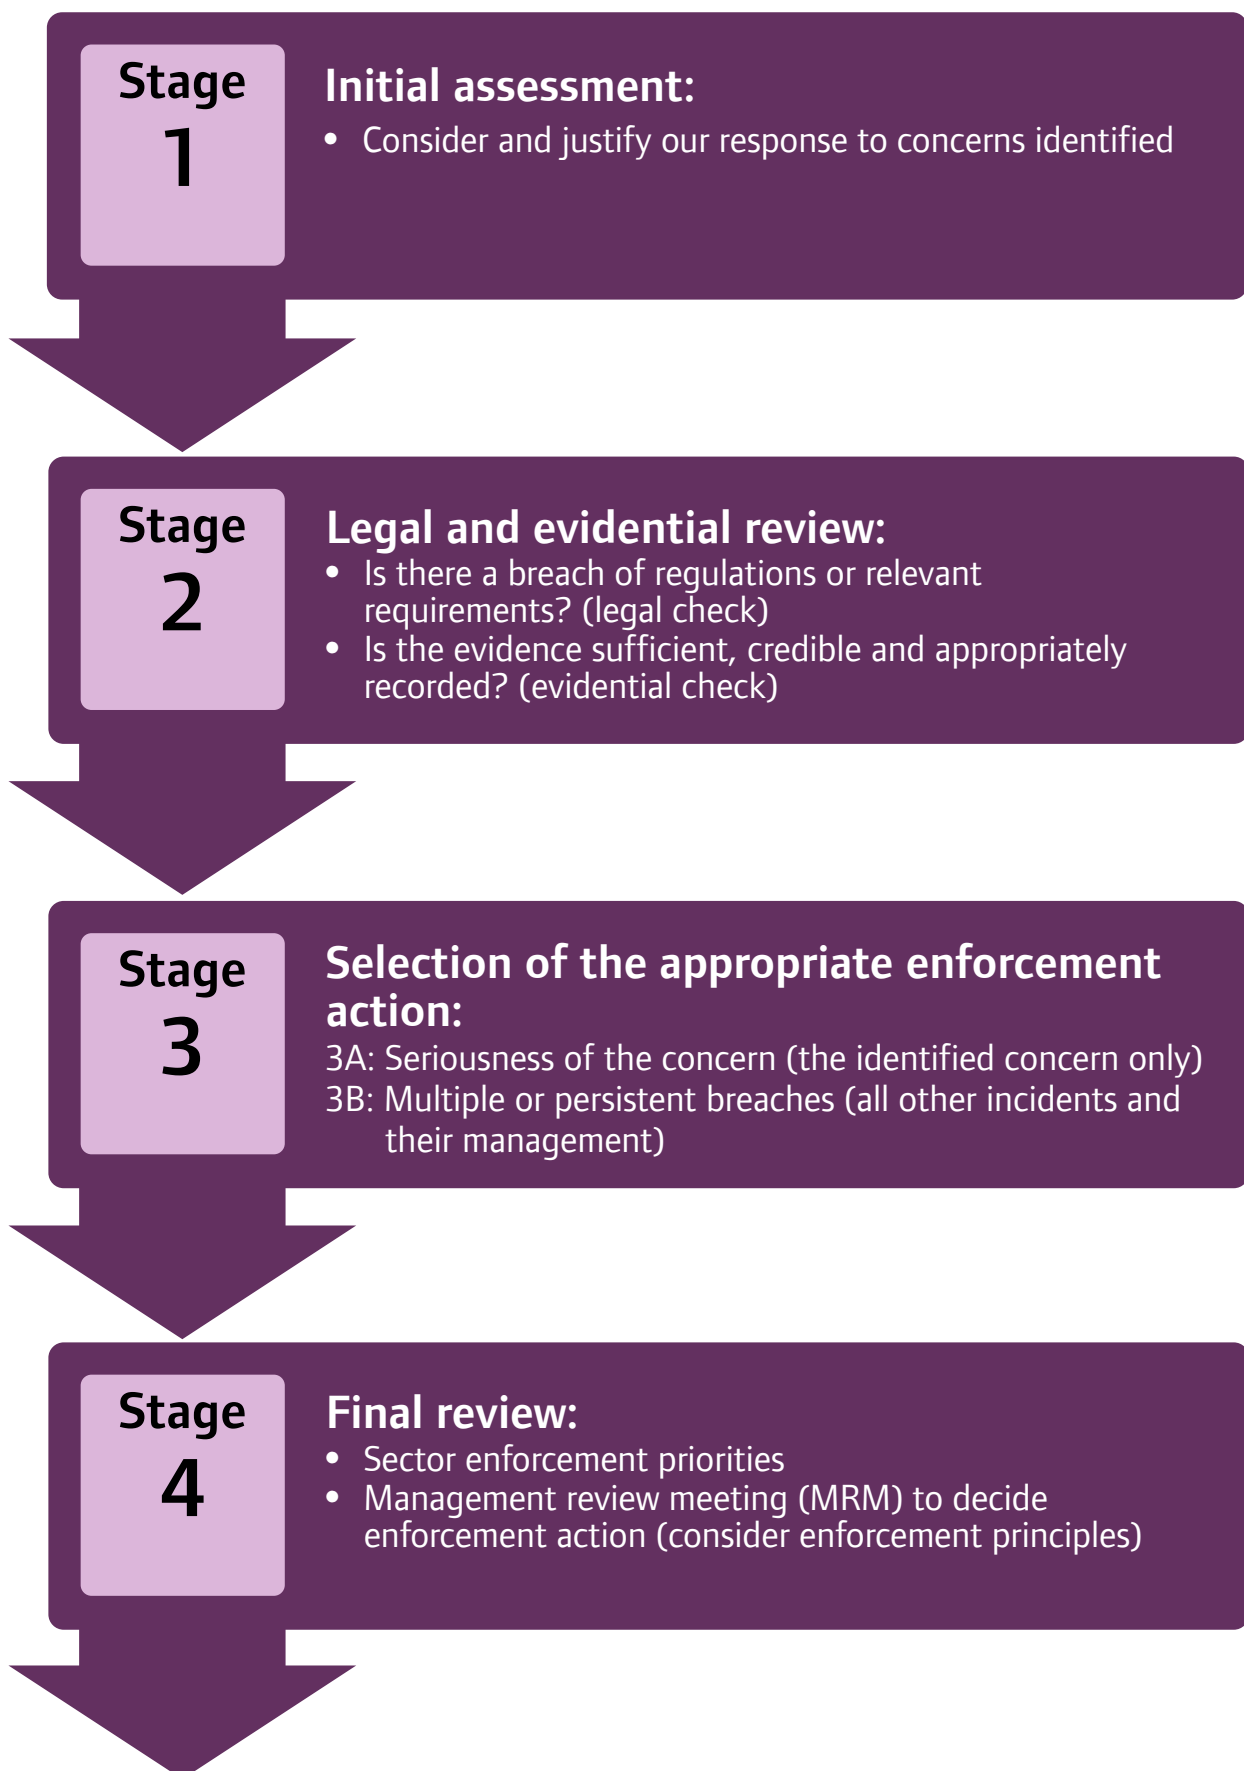 Stage
1
Initial assessment:
• Consider and justify our response to concerns identified
Stage
2
Legal and evidential review:
• Is there a breach of regulations or relevant
requirements? (legal check)
• Is the evidence sufficient, credible and appropriately
recorded? (evidential check)
Stage
3
Selection of the appropriate enforcement
action:
3A: Seriousness of the concern (the identified concern only)
3B: Multiple or persistent breaches (all other incidents and
their management)
Stage
4
Final review:
• Sector enforcement priorities
• Management review meeting (MRM) to decide
enforcement action (consider enforcement principles)